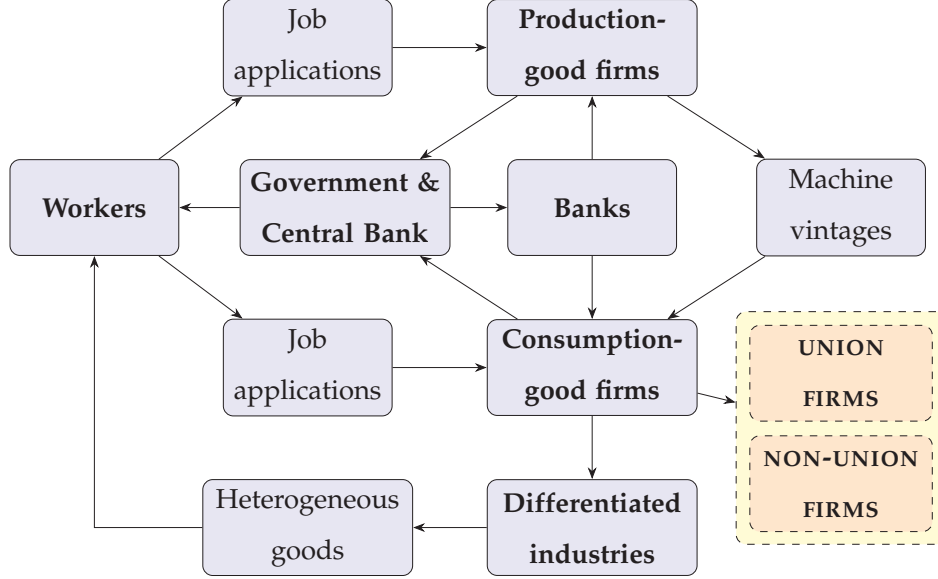 Job
applications
Production-
good firms
Workers
Government &
Central Bank
Banks
Machine
vintages
Job
applications
Consumption-
good firms
UNION
FIRMS
NON-UNION
FIRMS
Heterogeneous
goods
Differentiated
industries